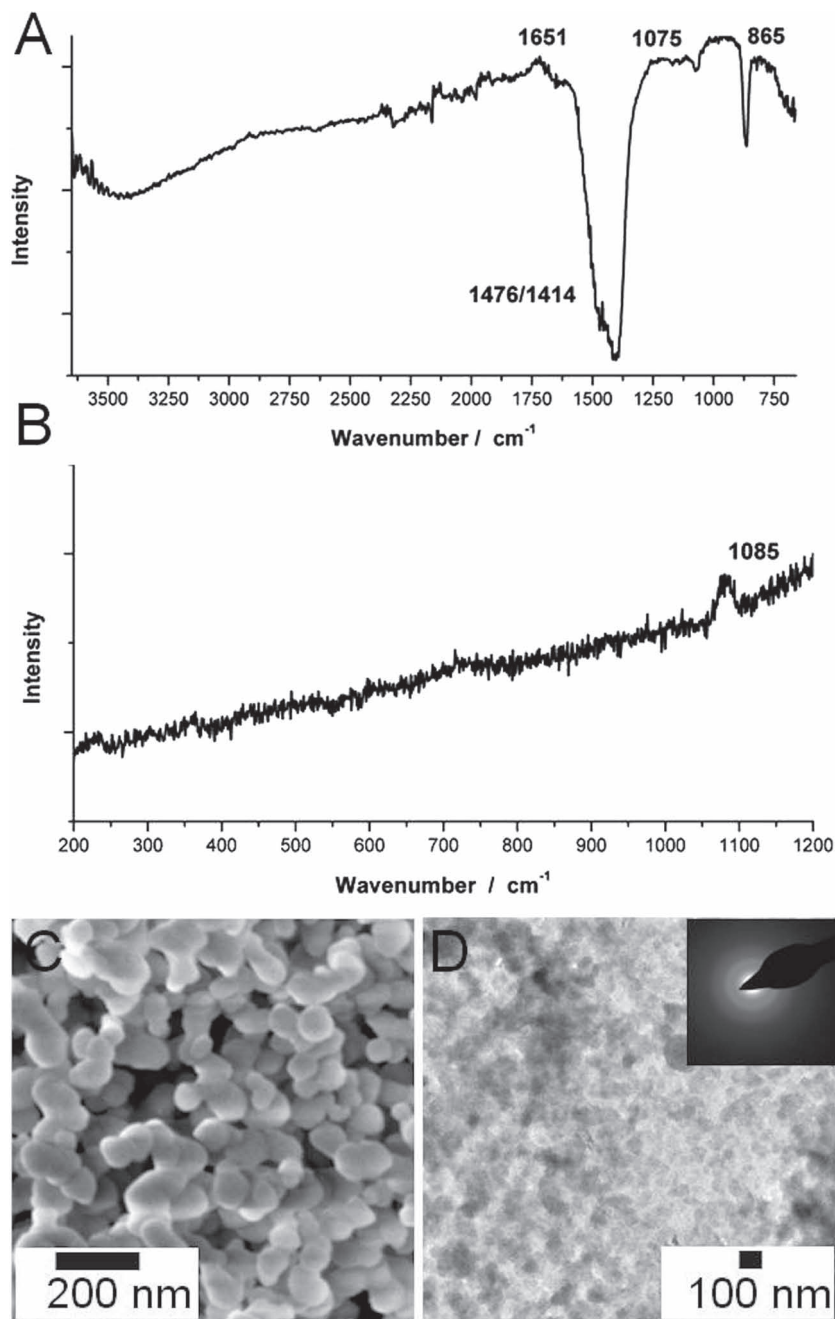 A
1651 1075 865
Intensity
1476/1414
3500 3250 3000 2750 2500 2250 2000 1750 1500 1250 1000 750
Wavenumber / cm⁻¹
B
1085
Intensity
200 300 400 500 600 700 800 900 1000 1100 1200
Wavenumber / cm⁻¹
C
D
200 nm
100 nm